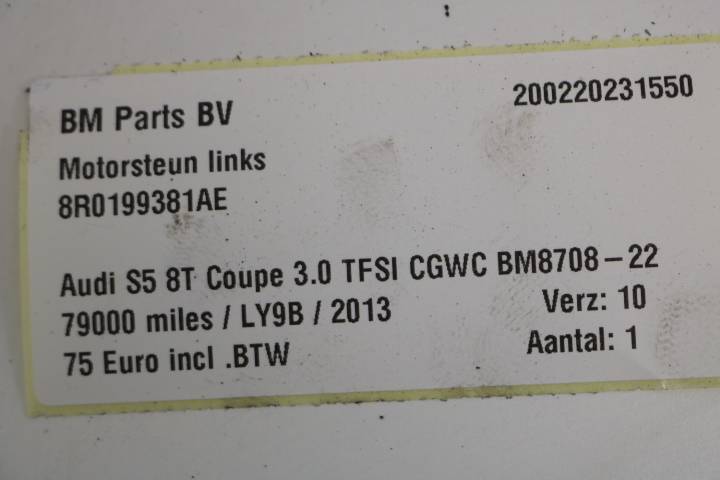 BM Parts BV 200220231550
Motorsteun links
8R0199381AE
Audi S5 8T Coupe 3.0 TFSI CGWC BM8708-22
79000 miles / LY9B / 2013 Verz: 10
75 Euro incl .BTW Aantal: 1